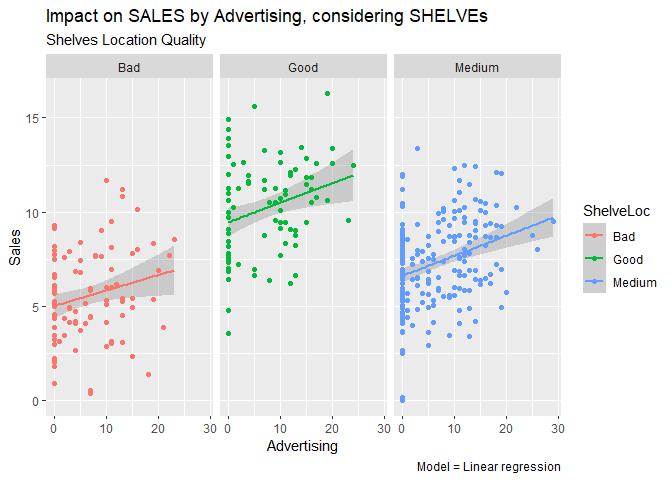 Impact on SALES by Advertising, considering SHELVEs
Shelves Location Quality
Bad
Good
Medium
15
10
5
0
Sales
0
10
20
30
0
10
20
30
0
10
20
30
Advertising
ShelveLoc
Bad
Good
Medium
Model = Linear regression